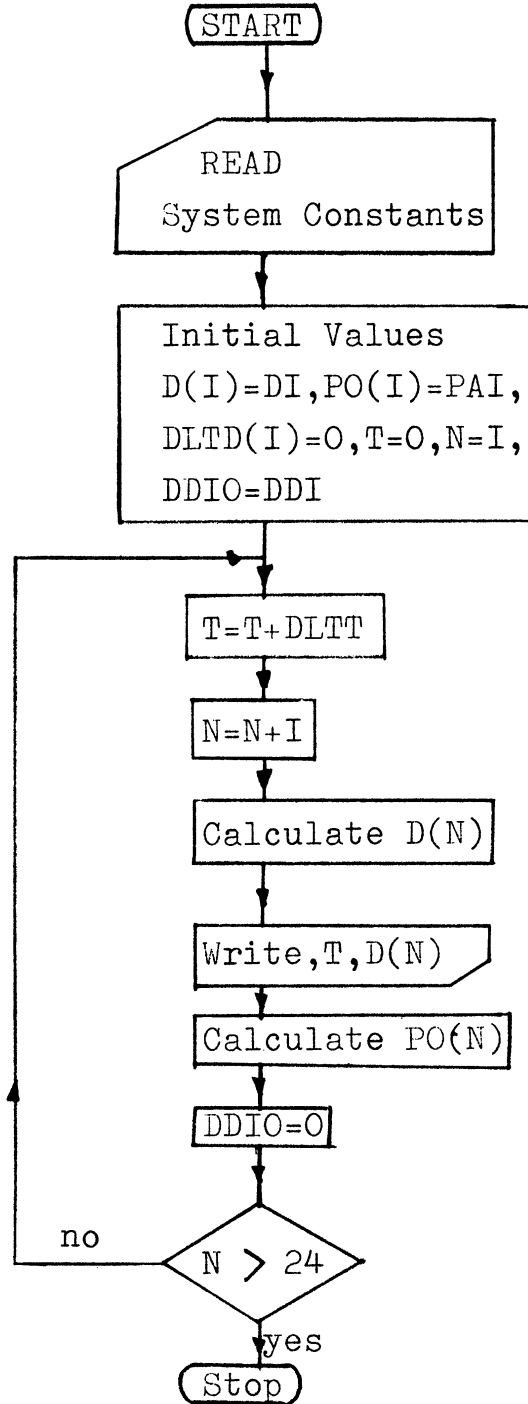 START
READ
System Constants
Initial Values
D(I)=DI,PO(I)=PAI,
DLTD(I)=O,T=O,N=I,
DDIO=DDI
T=T+DLTT
N=N+I
Calculate D(N)
Write,T,D(N)
Calculate PO(N)
DDIO=O
no
N > 24
yes
Stop